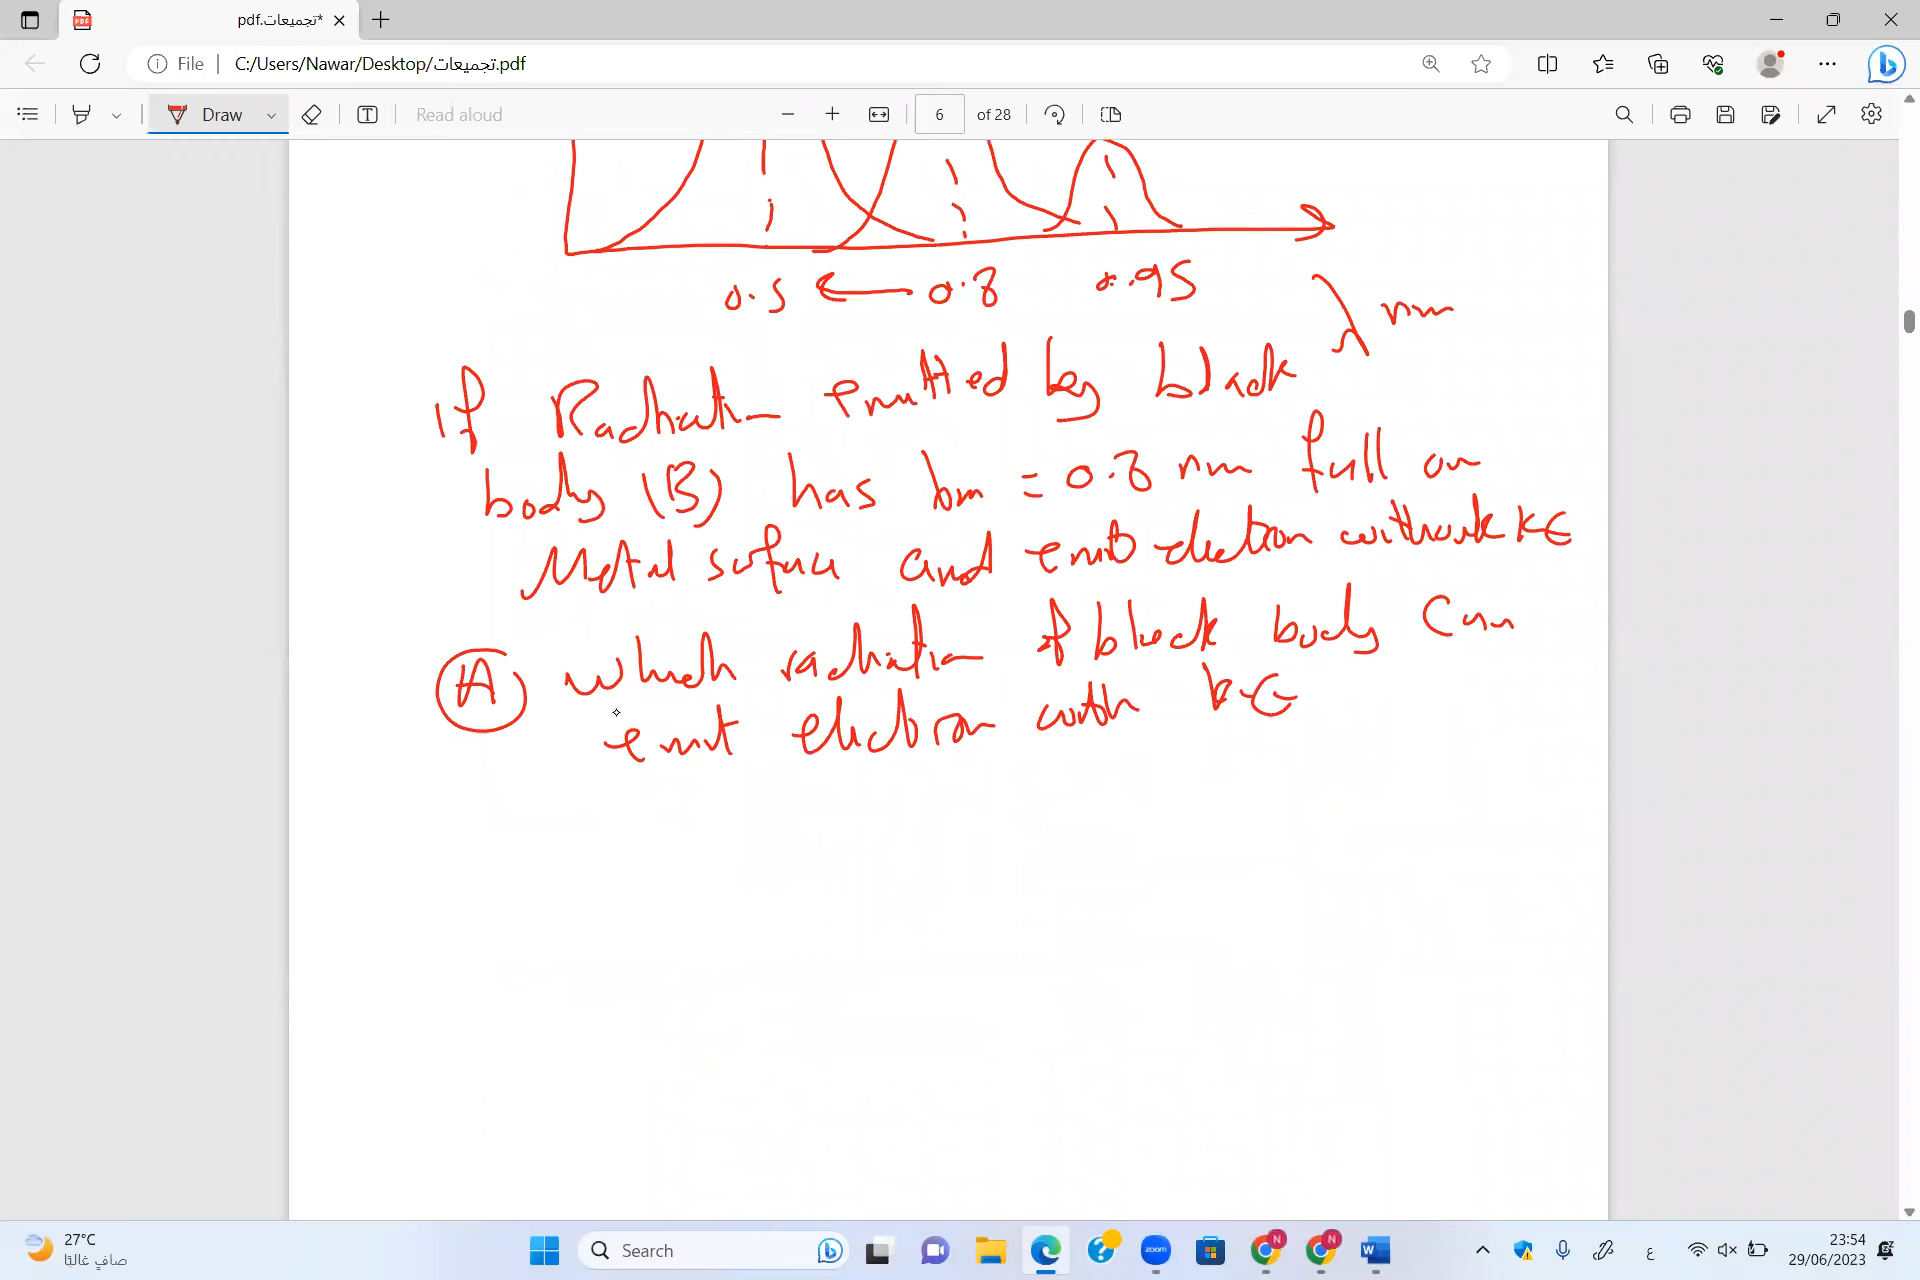 تجميعات*.pdf
File
C:/Users/Nawar/Desktop/تجميعات.pdf
Draw
Read aloud
6 of 28
0.5 ← 0.8 0.95
λ nm
If Radiation emitted by black
body (B) has λm = 0.8 nm fall on
Metal surface and emit electron without KE
A which radiation of black body can
emit electron with KE
27°C
صافٍ غالبًا
Search
zoom
ع
23:54
29/06/2023